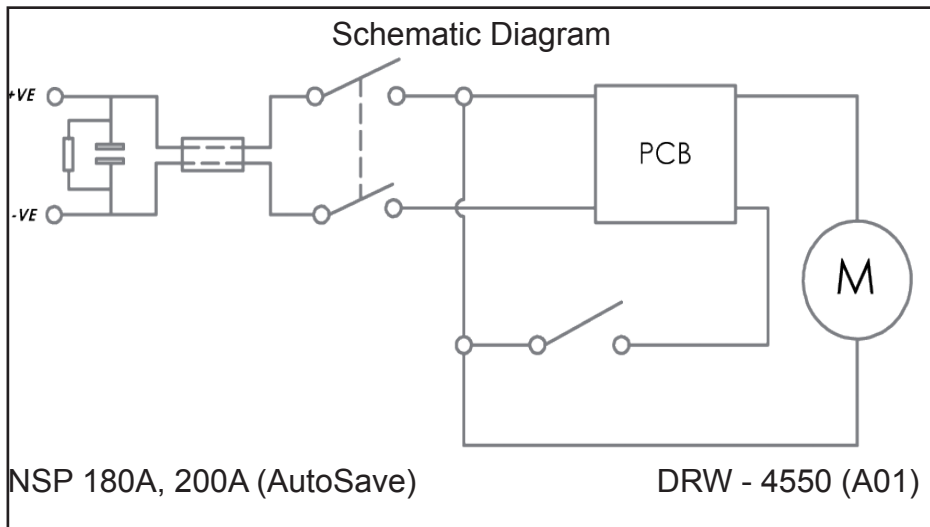 Schematic Diagram
+VE
PCB
-VE
M
NSP 180A, 200A (AutoSave)
DRW - 4550 (A01)